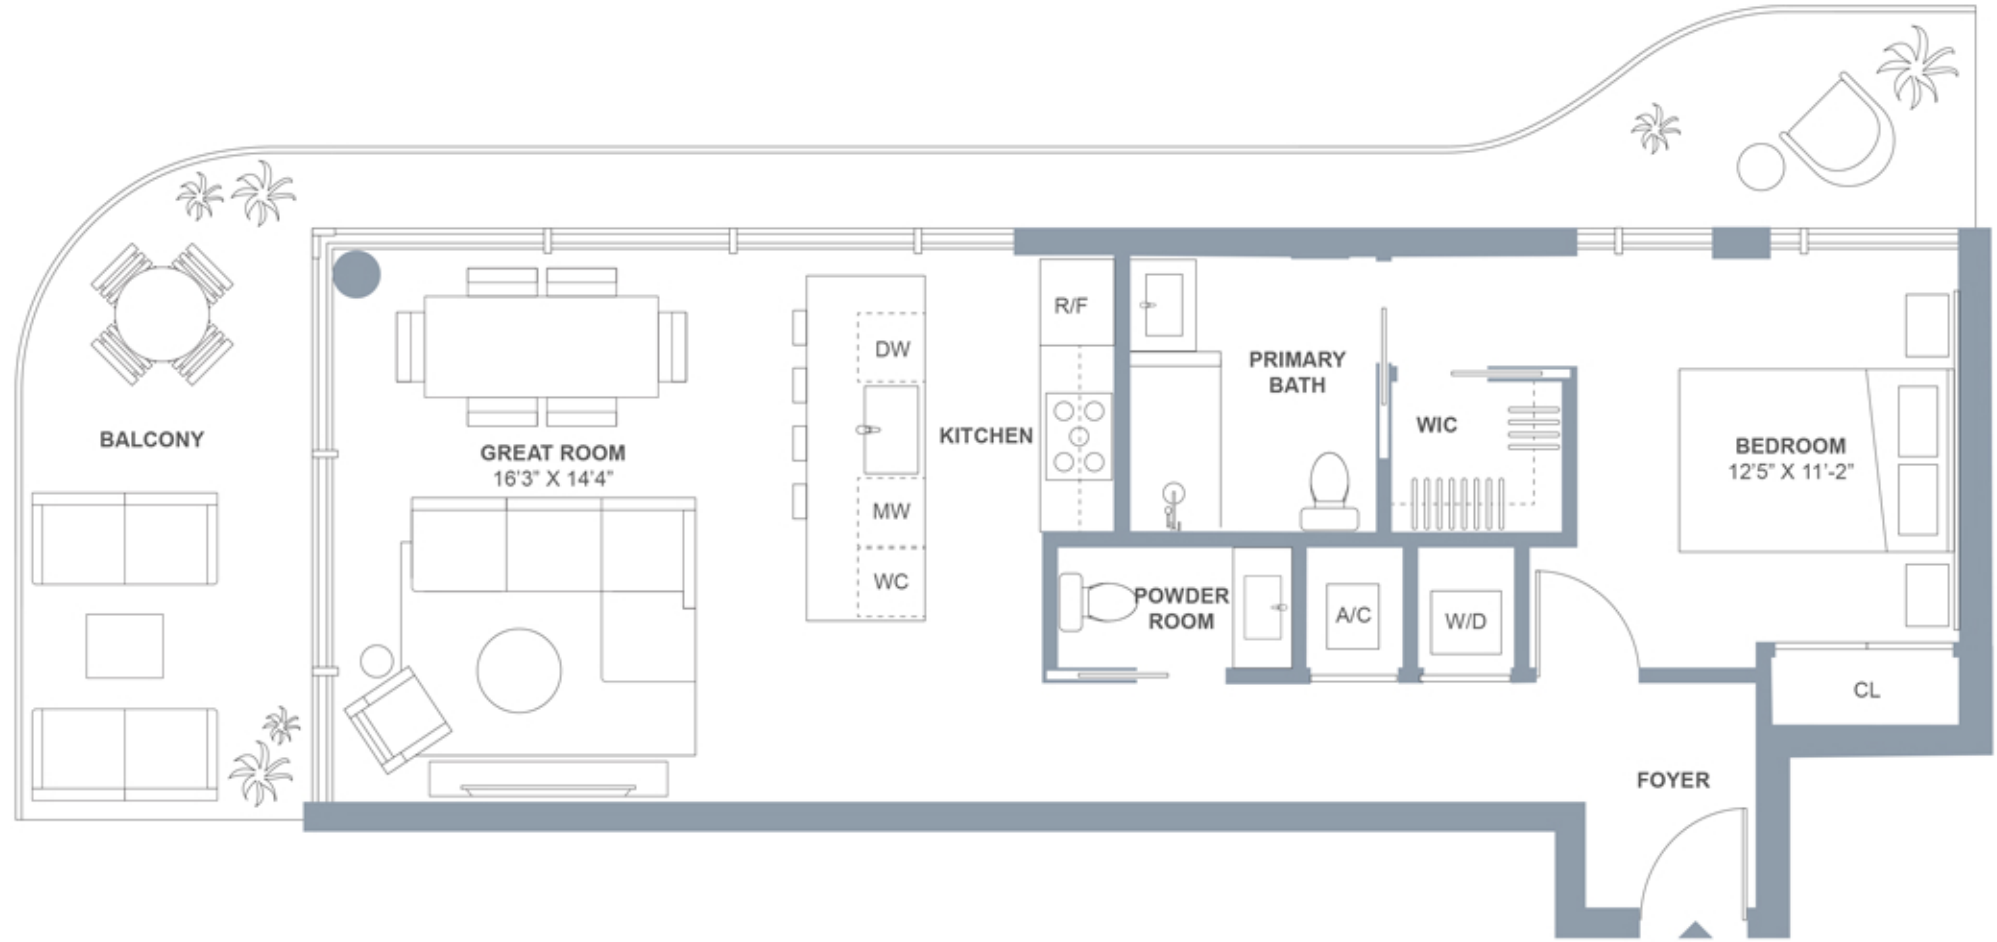 R/F
DW
PRIMARY
BATH
WIC
BALCONY
GREAT ROOM
16'3" X 14'4"
KITCHEN
BEDROOM
12'5" X 11'-2"
MW
WC
POWDER
ROOM
A/C
W/D
CL
FOYER